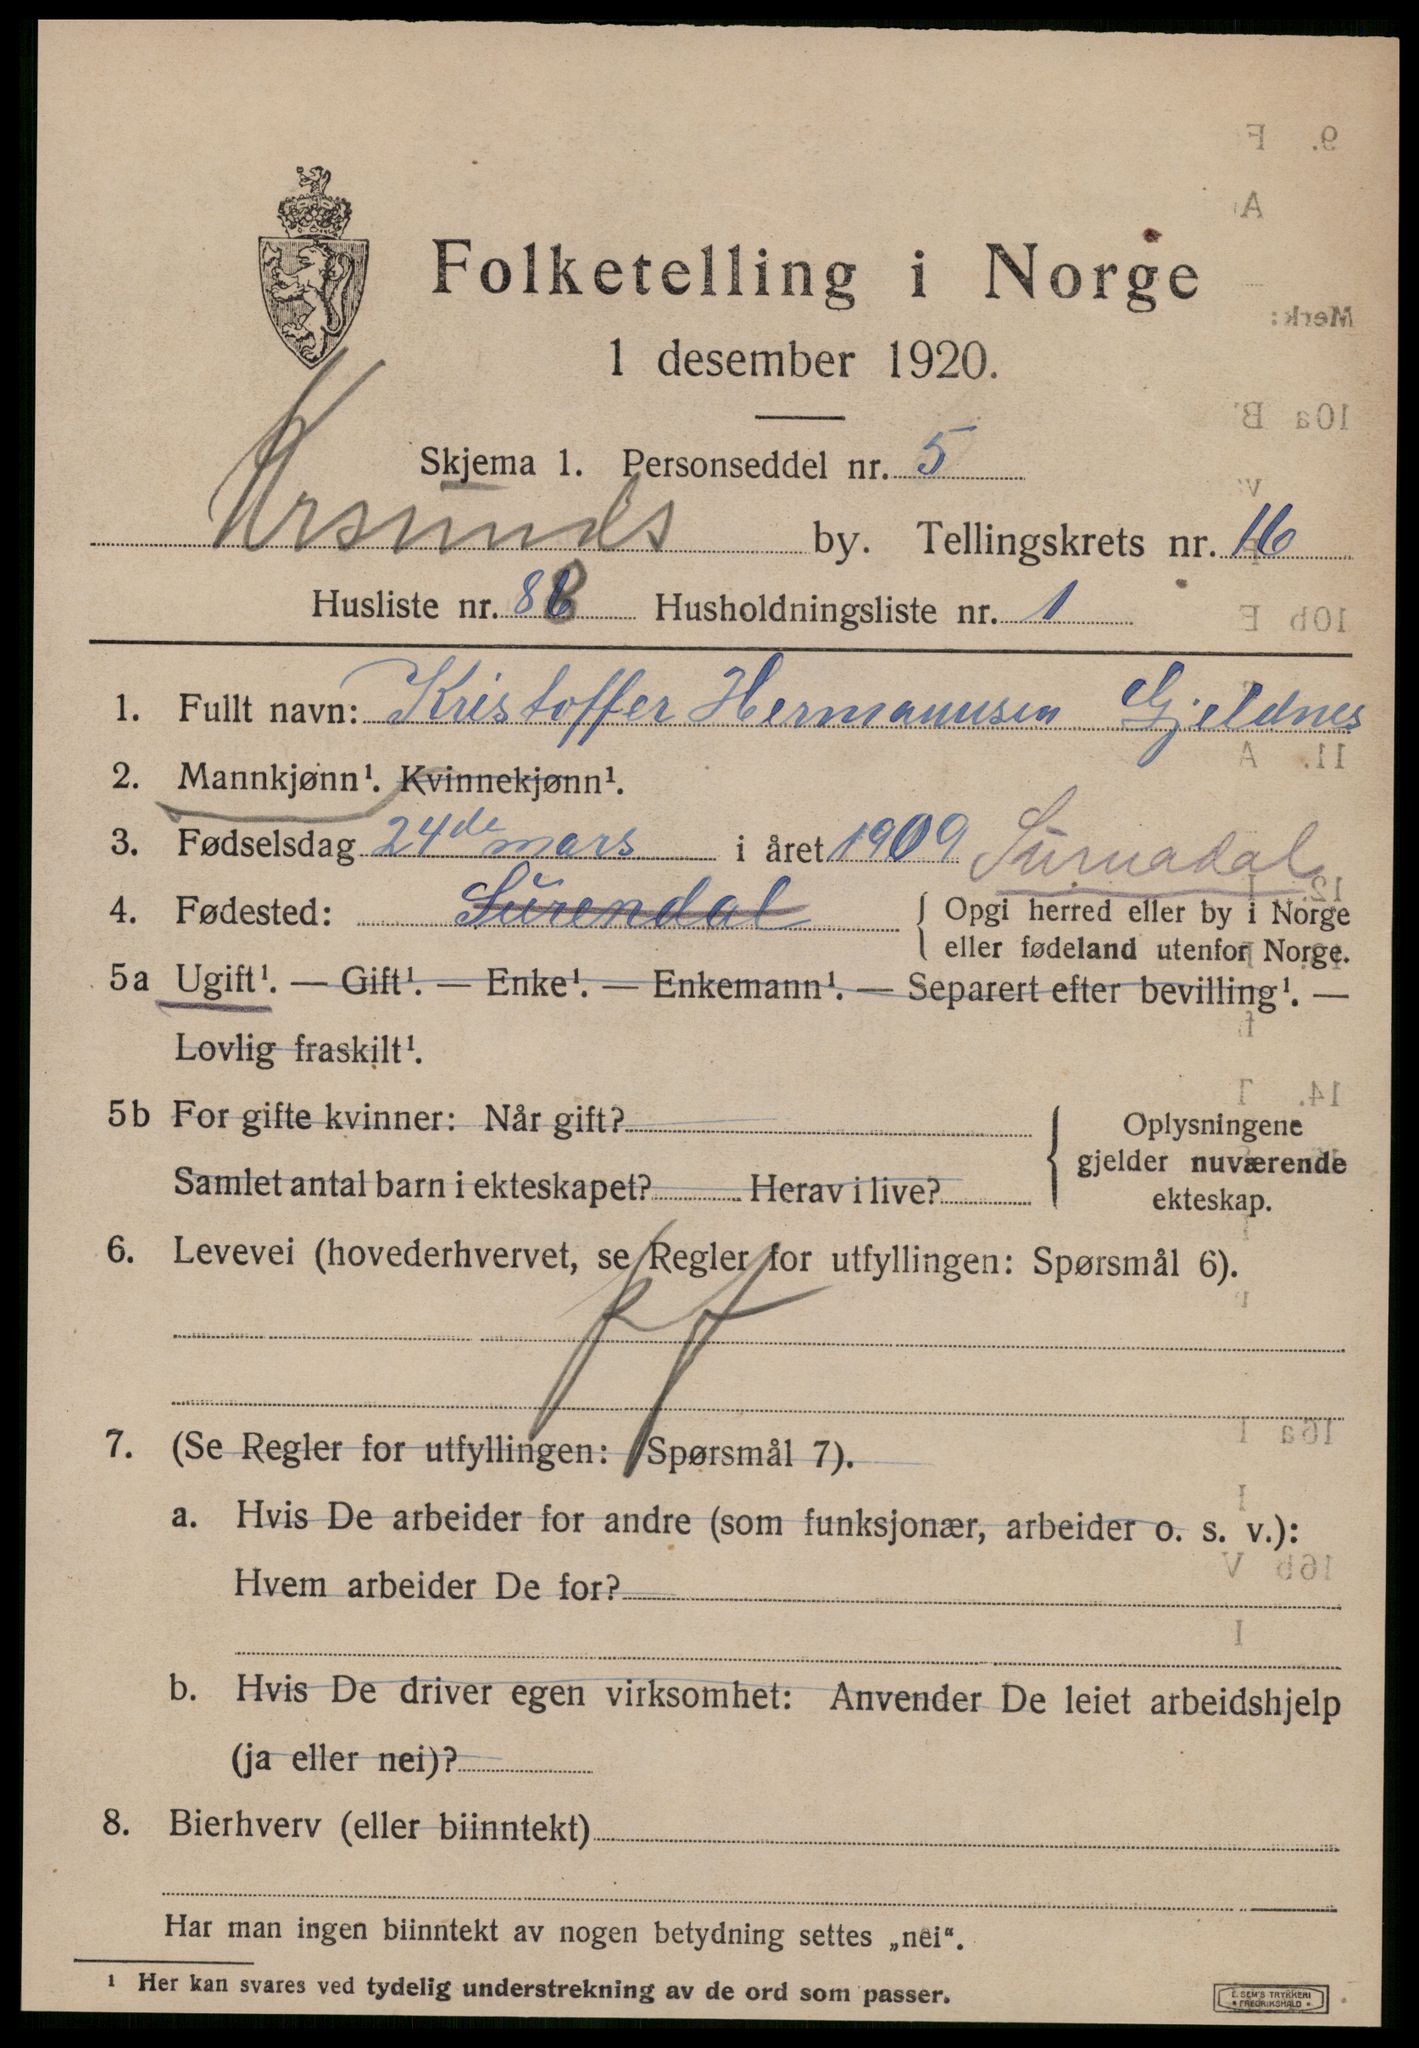 Folketelling i Norge
1 desember 1920.
Skjema 1. Personseddel nr. 5
Krsunds by. Tellingskrets nr. 16
Husliste nr. 88 Husholdningsliste nr. 1
1. Fullt navn: Kristoffer Hermannsen Gjeldnes
2. Mannkjønn¹. Kvinnekjønn¹.
3. Fødselsdag 24de mars i året 1909 Surnadal
4. Fødested: Surendal { Opgi herred eller by i Norge
eller fødeland utenfor Norge.
5a Ugift¹. — Gift¹. — Enke¹. — Enkemann¹. — Separert efter bevilling¹. —
Lovlig fraskilt¹.
5b For gifte kvinner: Når gift?
Samlet antal barn i ekteskapet? Herav i live?
{ Oplysningene
gjelder nuværende
ekteskap.
6. Levevei (hovederhvervet, se Regler for utfyllingen: Spørsmål 6).
7. (Se Regler for utfyllingen: Spørsmål 7).
a. Hvis De arbeider for andre (som funksjonær, arbeider o. s. v.):
Hvem arbeider De for?
b. Hvis De driver egen virksomhet: Anvender De leiet arbeidshjelp
(ja eller nei)?
8. Bierhverv (eller biinntekt)
Har man ingen biinntekt av nogen betydning settes „nei“.
¹ Her kan svares ved tydelig understrekning av de ord som passer.
E. SEM'S TRYKKERI
* FREDRIKSHALD *